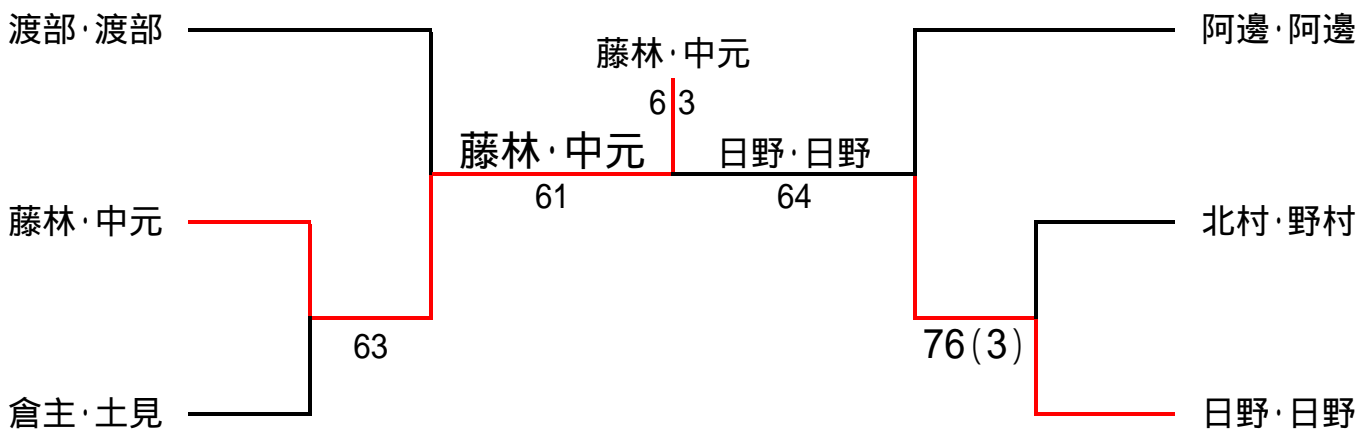 渡部・渡部
阿邊・阿邊
藤林・中元
6 3
藤林・中元
日野・日野
61
64
藤林・中元
北村・野村
63
76(3)
倉主・土見
日野・日野